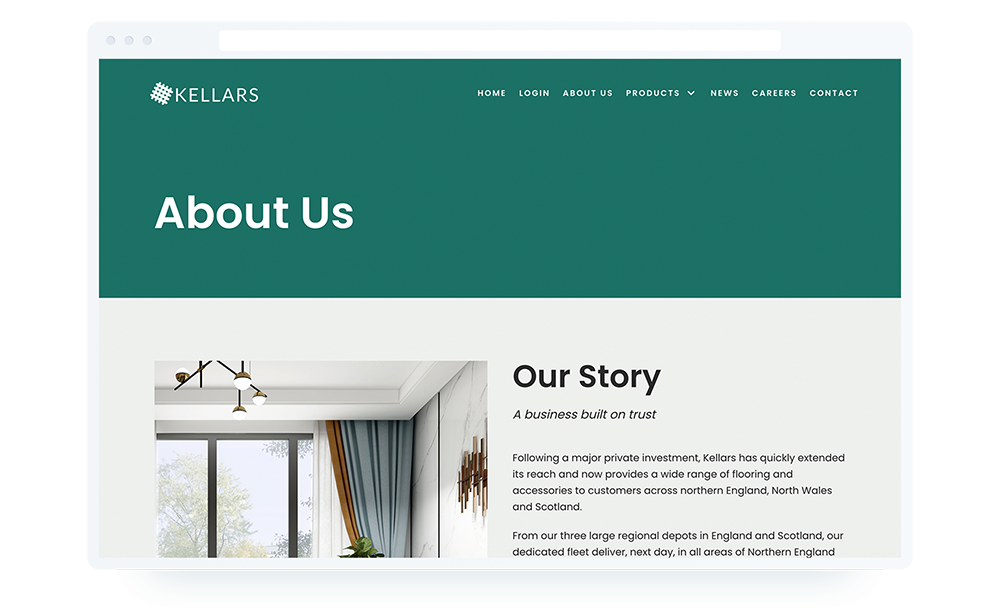 KELLARS
HOME LOGIN ABOUT US PRODUCTS NEWS CAREERS CONTACT
About Us
Our Story
A business built on trust
Following a major private investment, Kellars has quickly extended
its reach and now provides a wide range of flooring and
accessories to customers across northern England, North Wales
and Scotland.
From our three large regional depots in England and Scotland, our
dedicated fleet deliver, next day, in all areas of Northern England